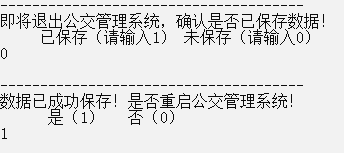 ----------------------------------------
即将退出公交管理系统，确认是否已保存数据！
已保存（请输入1） 未保存（请输入0）
0
----------------------------------------
数据已成功保存！是否重启公交管理系统！
是（1） 否（0）
1